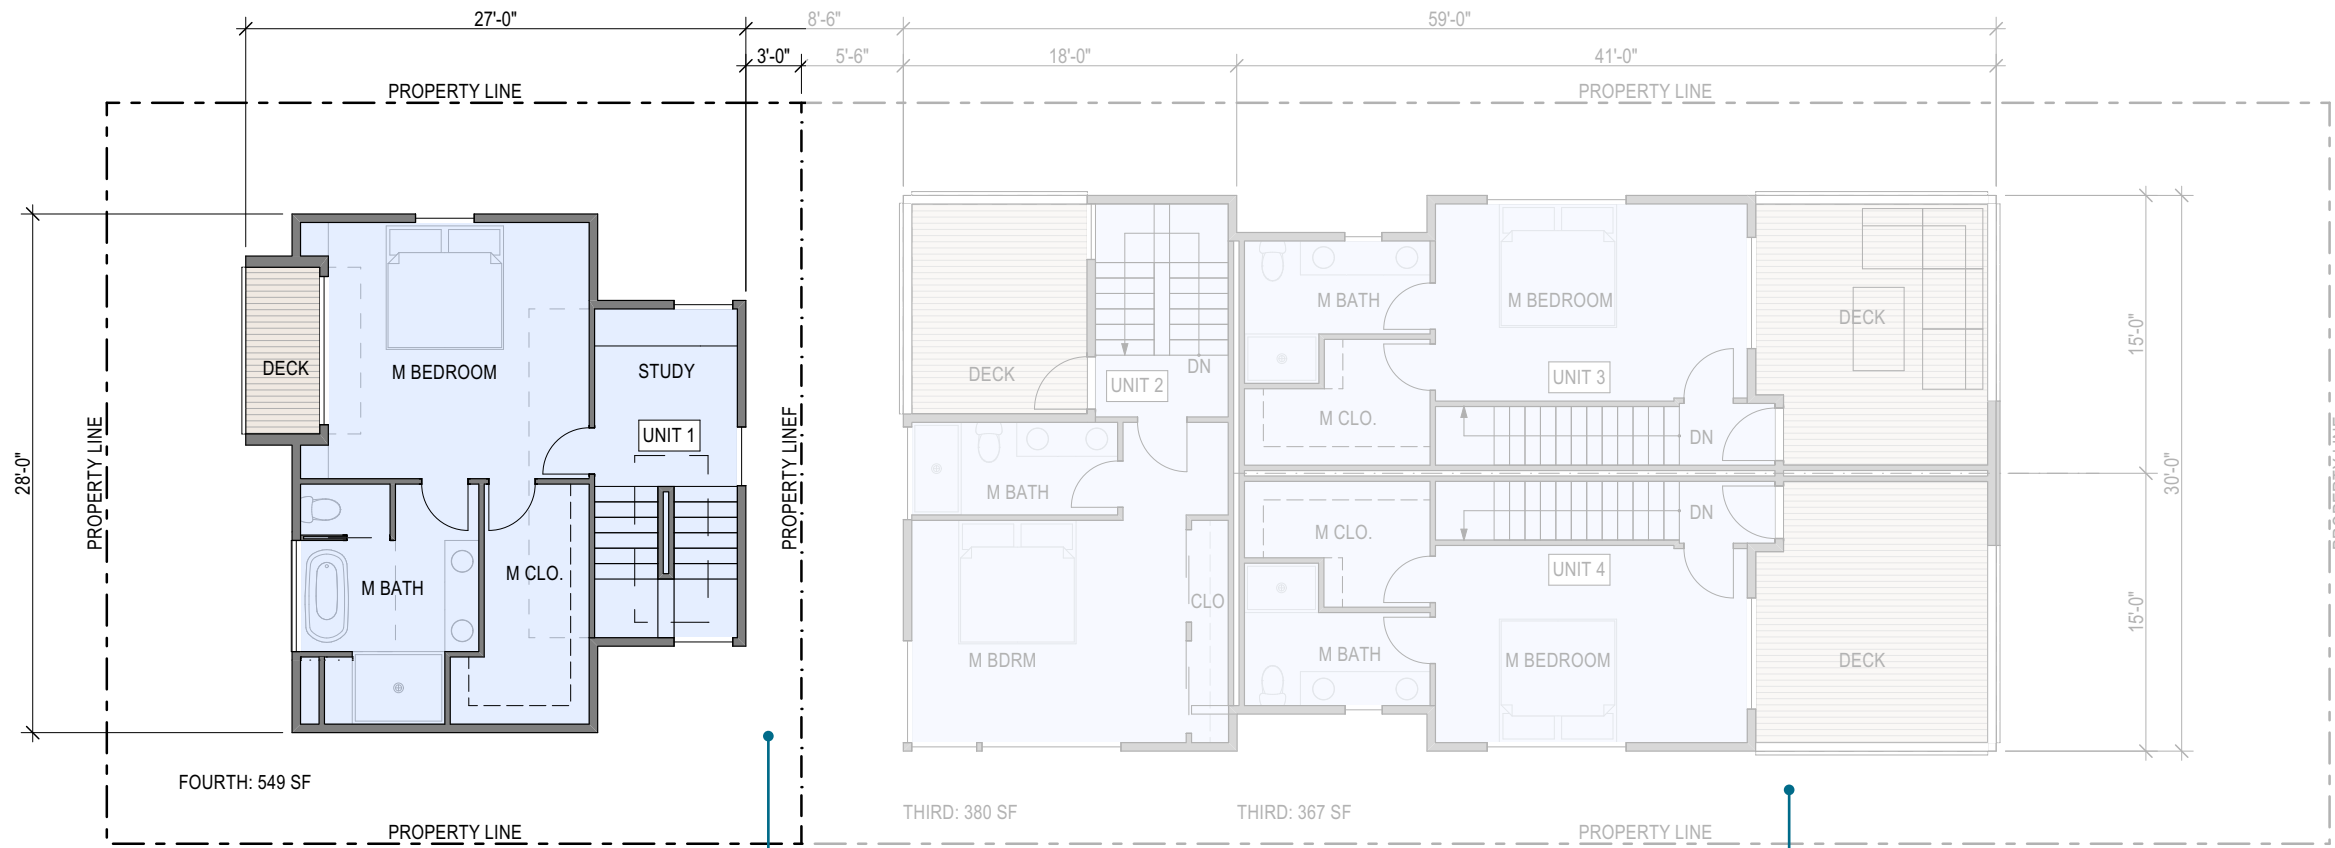 27'-0"
8'-6"
59'-0"
3'-0"
5'-6"
18'-0"
41'-0"
PROPERTY LINE
PROPERTY LINE
M BATH
M BEDROOM
DECK
15'-0"
DECK
M BEDROOM
STUDY
DECK
DN
UNIT 2
UNIT 3
M CLO.
UNIT 1
DN
PROPERTY LINE
28'-0"
PROPERTY LINEF
30'-0"
M BATH
DN
M CLO.
M CLO.
M BATH
UNIT 4
CLO
15'-0"
M BDRM
M BATH
M BEDROOM
DECK
FOURTH: 549 SF
THIRD: 380 SF
THIRD: 367 SF
PROPERTY LINE
PROPERTY LINE